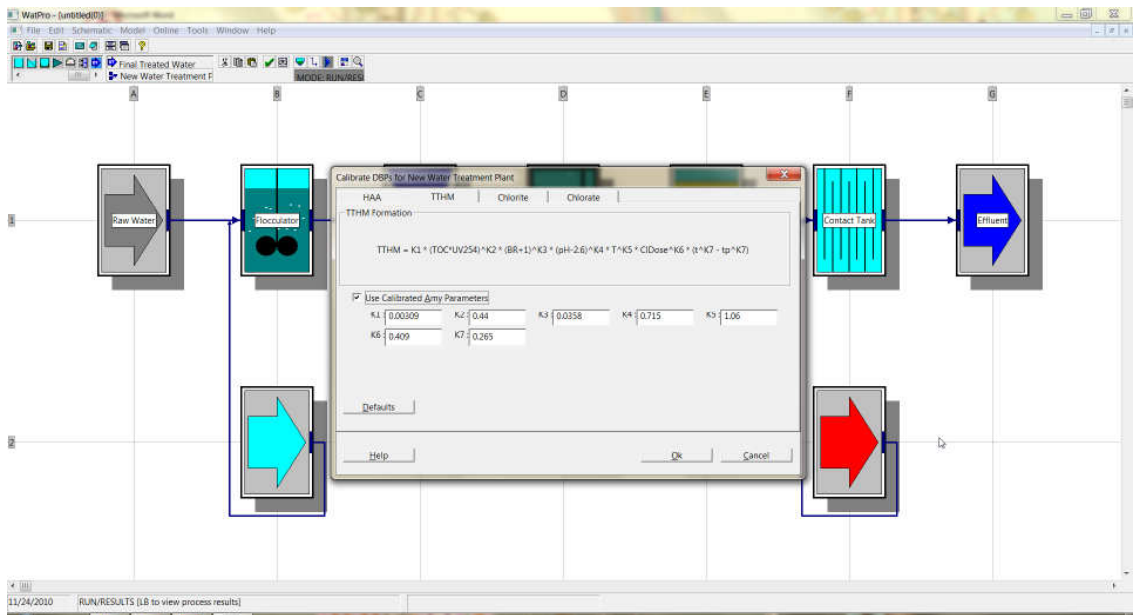 WatPro - [untitled(0)]
File Edit Schematic Model Online Tools Window Help
Final Treated Water
New Water Treatment F
MODE: RUN/RES
A B C D E F G
Calibrate DBPs for New Water Treatment Plant
HAA TTHM Chlorite Chlorate
TTHM Formation
TTHM = K1 * (TOC*UV254)^K2 * (BR+1)^K3 * (pH-2.6)^K4 * T^K5 * ClDose^K6 * (t^K7 - tp^K7)
1 Raw Water Flocculator Contact Tank Effluent
Use Calibrated Amy Parameters
K1 : 0.00309 K2 : 0.44 K3 : 0.0358 K4 : 0.715 K5 : 1.06
K6 : 0.409 K7 : 0.265
Defaults
2
Help Ok Cancel
11/24/2010 RUN/RESULTS [LB to view process results]